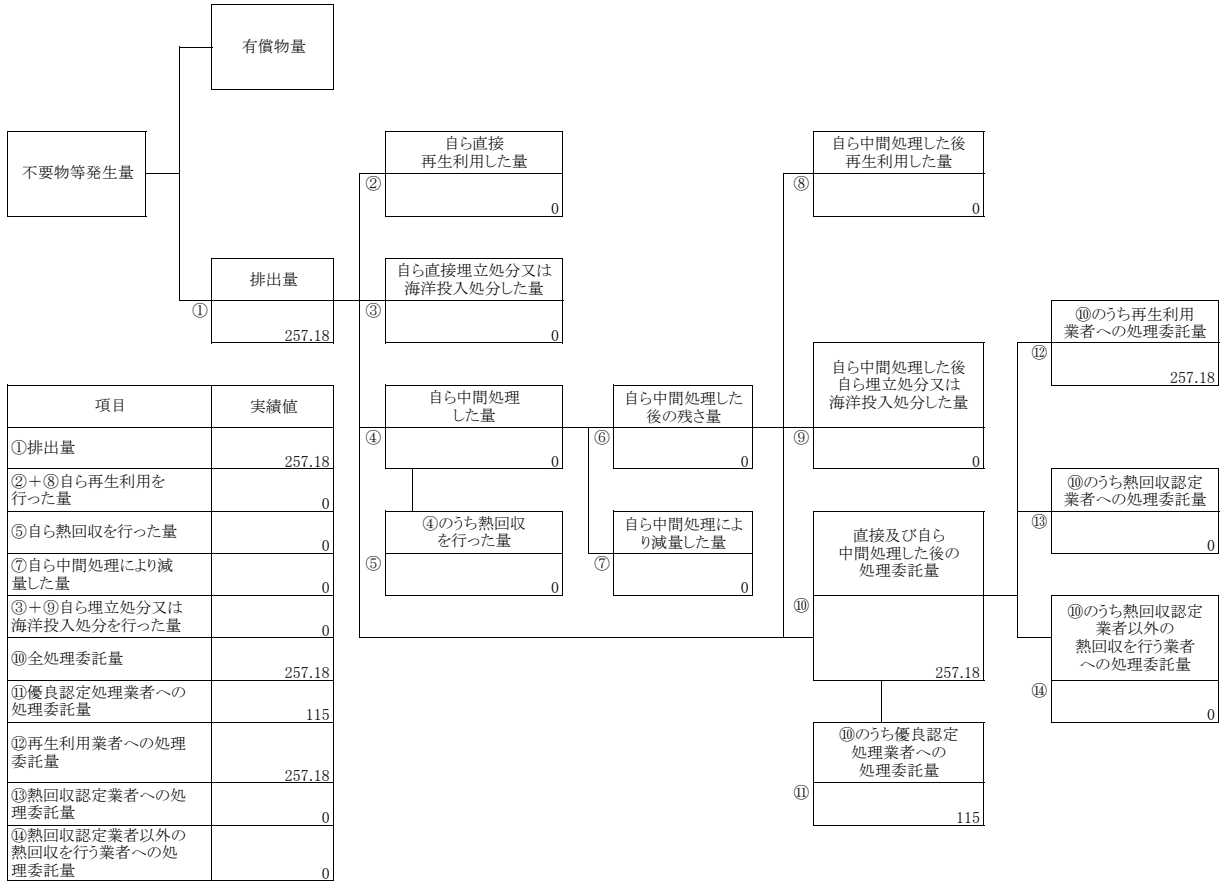 有償物量
不要物等発生量
自ら直接
再生利用した量
②
0
自ら中間処理した後
再生利用した量
⑧
0
排出量
①
257.18
自ら直接埋立処分又は
海洋投入処分した量
③
0
⑩のうち再生利用
業者への処理委託量
⑫
257.18
自ら中間処理
した量
④
0
自ら中間処理した
後の残さ量
⑥
0
自ら中間処理した後
自ら埋立処分又は
海洋投入処分した量
⑨
0
⑩のうち熱回収認定
業者への処理委託量
⑬
0
④のうち熱回収
を行った量
⑤
0
自ら中間処理によ
り減量した量
⑦
0
直接及び自ら
中間処理した後の
処理委託量
⑩
257.18
⑩のうち熱回収認定
業者以外の
熱回収を行う業者
への処理委託量
⑭
0
⑩のうち優良認定
処理業者への
処理委託量
⑪
115
項目 実績値
①排出量
257.18
②+⑧自ら再生利用を
行った量
0
⑤自ら熱回収を行った量
0
⑦自ら中間処理により減
量した量
0
③+⑨自ら埋立処分又は
海洋投入処分を行った量
0
⑩全処理委託量
257.18
⑪優良認定処理業者への
処理委託量
115
⑫再生利用業者への処理
委託量
257.18
⑬熱回収認定業者への処
理委託量
0
⑭熱回収認定業者以外の
熱回収を行う業者への処
理委託量
0